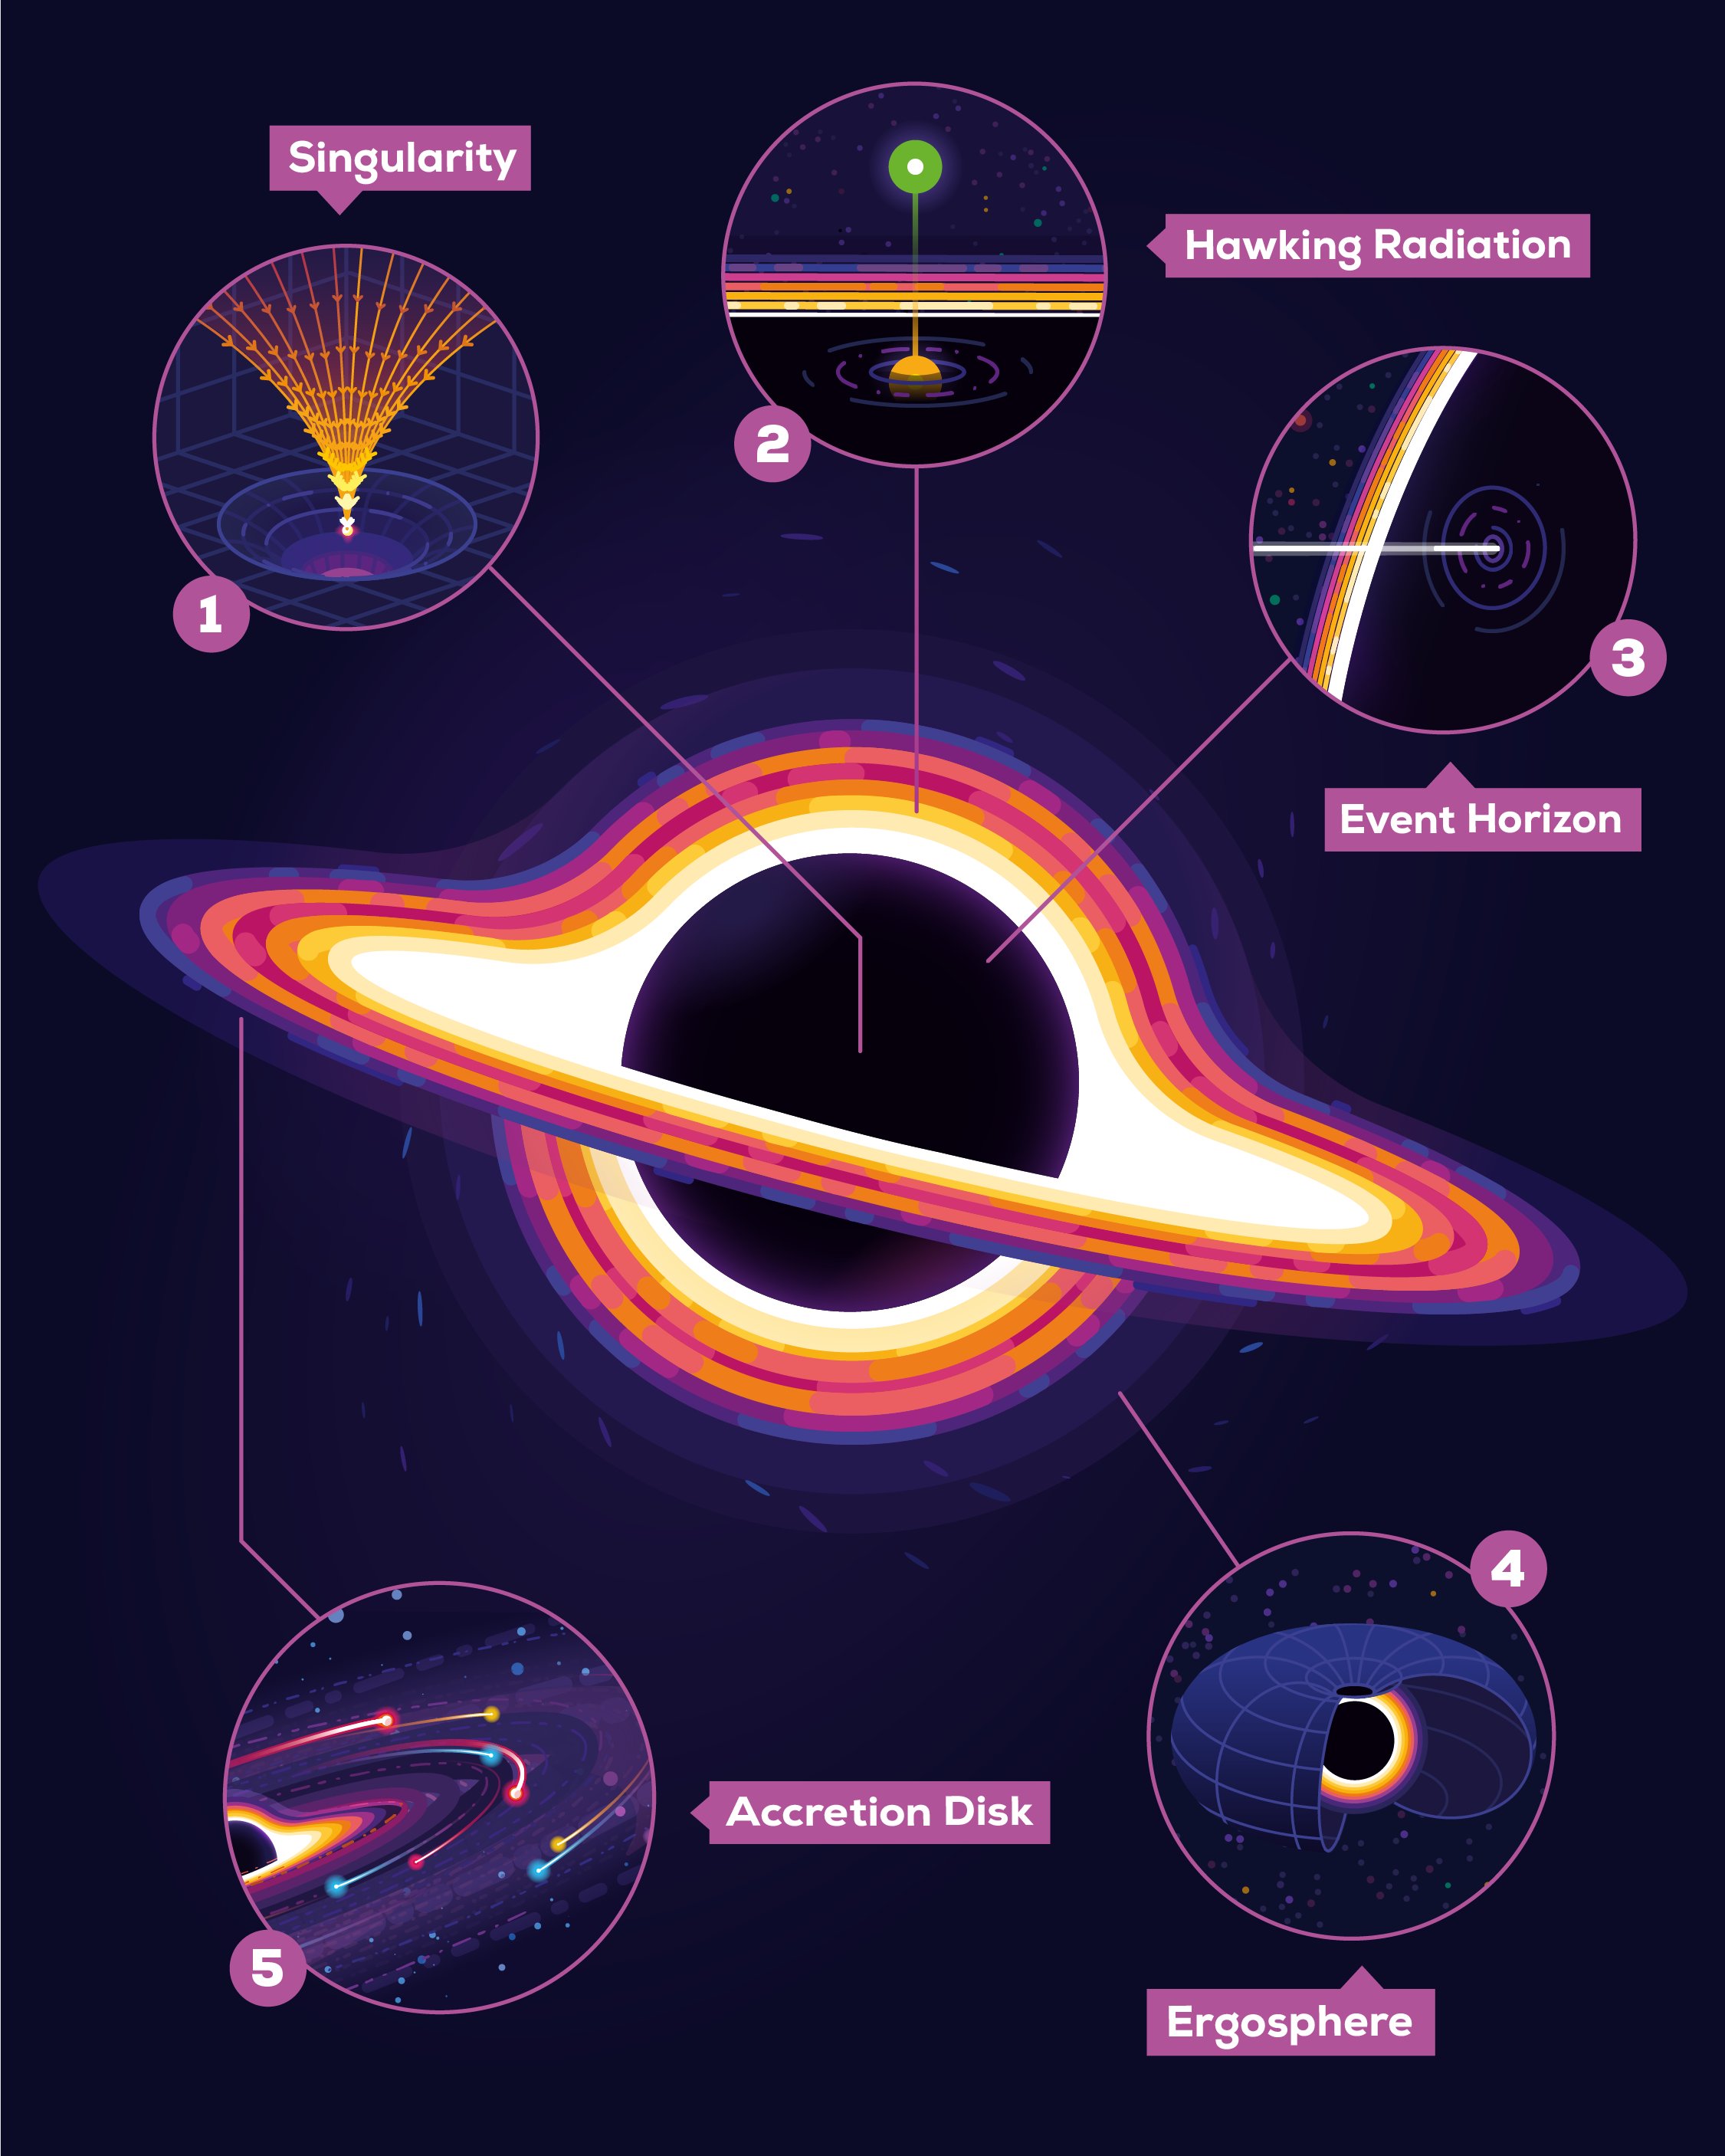 Singularity
1
2
Hawking Radiation
3
Event Horizon
4
Ergosphere
Accretion Disk
5